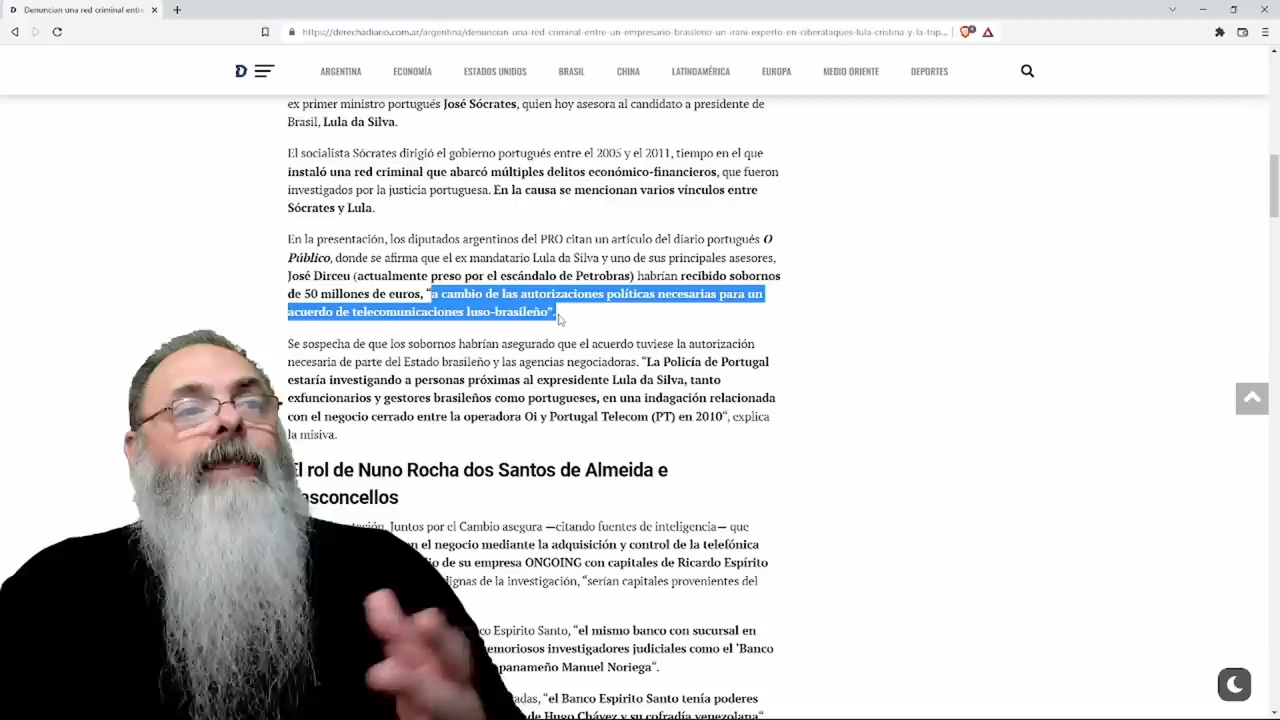 Denuncian una red criminal entre
https://derechadiario.com.ar/argentina/denuncian-una-red-criminal-entre-un-empresario-brasileno-un-irani-experto-en-ciberataques-lula-cristina-y-la-trip...
D
ARGENTINA ECONOMÍA ESTADOS UNIDOS BRASIL CHINA LATINOAMÉRICA EUROPA MEDIO ORIENTE DEPORTES
ex primer ministro portugués José Sócrates, quien hoy asesora al candidato a presidente de
Brasil, Lula da Silva.
El socialista Sócrates dirigió el gobierno portugués entre el 2005 y el 2011, tiempo en el que
instaló una red criminal que abarcó múltiples delitos económico-financieros, que fueron
investigados por la justicia portuguesa. En la causa se mencionan varios vínculos entre
Sócrates y Lula.
En la presentación, los diputados argentinos del PRO citan un artículo del diario portugués O
Público, donde se afirma que el ex mandatario Lula da Silva y uno de sus principales asesores,
José Dirceu (actualmente preso por el escándalo de Petrobras) habrían recibido sobornos
de 50 millones de euros, “a cambio de las autorizaciones políticas necesarias para un
acuerdo de telecomunicaciones luso-brasileño”.
Se sospecha de que los sobornos habrían asegurado que el acuerdo tuviese la autorización
necesaria de parte del Estado brasileño y las agencias negociadoras. “La Policía de Portugal
estaría investigando a personas próximas al expresidente Lula da Silva, tanto
exfuncionarios y gestores brasileños como portugueses, en una indagación relacionada
con el negocio cerrado entre la operadora Oi y Portugal Telecom (PT) en 2010“, explica
la misiva.
El rol de Nuno Rocha dos Santos de Almeida e
asconcellos
Juntos por el Cambio asegura —citando fuentes de inteligencia— que
el negocio mediante la adquisición y control de la telefónica
de su empresa ONGOING con capitales de Ricardo Espírito
de la investigación, “serían capitales provenientes del
Espírito Santo, “el mismo banco con sucursal en
investigadores judiciales como el ‘Banco
panameño Manuel Noriega“.
“el Banco Espirito Santo tenía poderes
de Hugo Chávez y su cofradía venezolana“